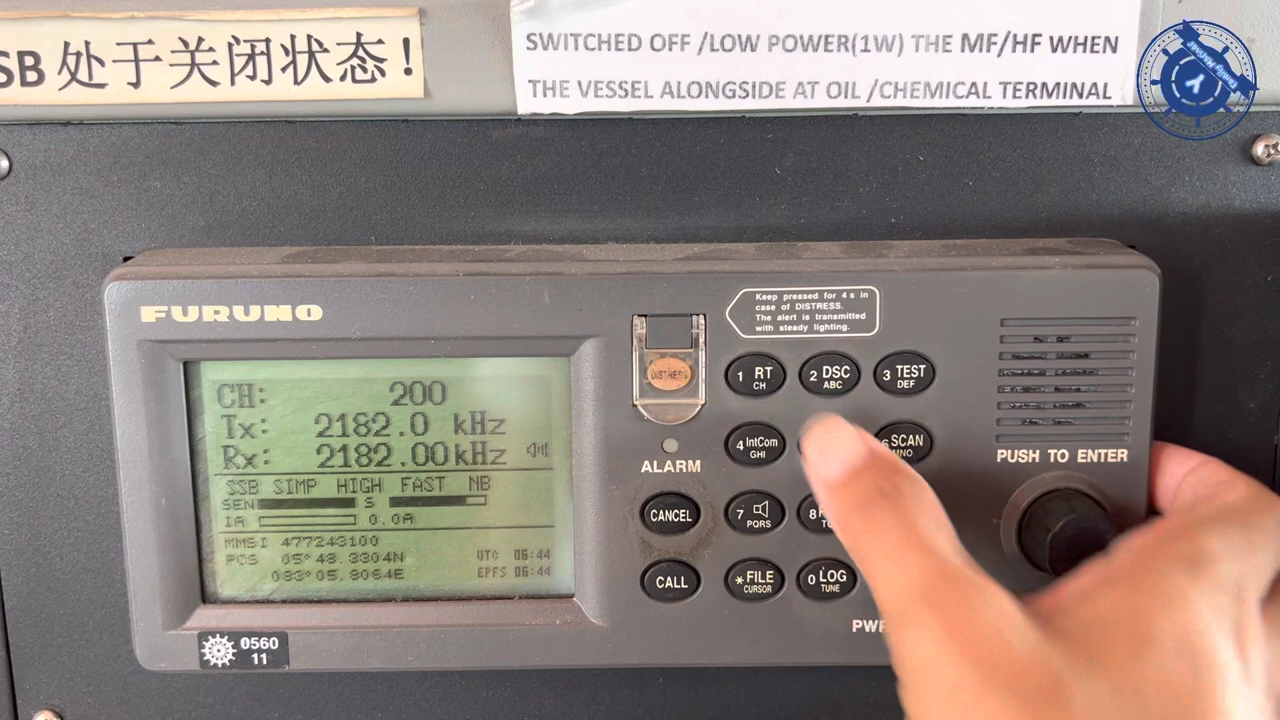 SB 处于关闭状态!
SWITCHED OFF /LOW POWER(1W) THE MF/HF WHEN
THE VESSEL ALONGSIDE AT OIL /CHEMICAL TERMINAL
Family Mariner
FURUNO
Keep pressed for 4 s in
case of DISTRESS.
The alert is transmitted
with steady lighting.
CH: 200
Tx: 2182.0 kHz
Rx: 2182.00 kHz
SSB SIMP HIGH FAST NB
SEN S
IA 0.0A
MMSI 477243100
POS 05°48.3304N UTC 06:44
083°05.8064E EPFS 06:44
DISTRESS
ALARM
1 RT CH
2 DSC ABC
3 TEST DEF
4 IntCom GHI
6 SCAN MNO
CANCEL
7 PQRS
8
CALL
* FILE CURSOR
0 LOG TUNE
PUSH TO ENTER
PWR
0560
11